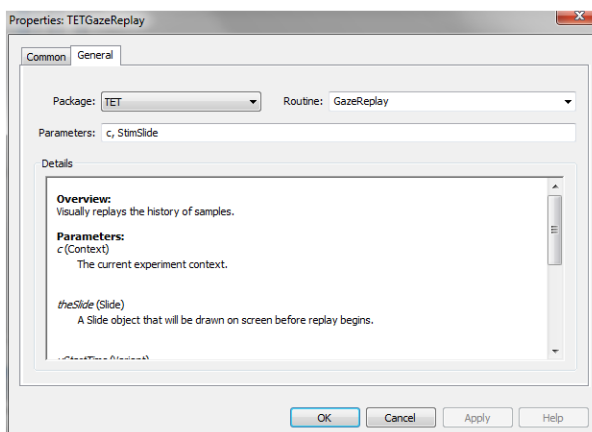 Properties: TETGazeReplay
Common General
Package: TET Routine: GazeReplay
Parameters: c, StimSlide
Details
Overview:
Visually replays the history of samples.
Parameters:
c (Context)
The current experiment context.
theSlide (Slide)
A Slide object that will be drawn on screen before replay begins.
vStartTime (Variant)
OK Cancel Apply Help